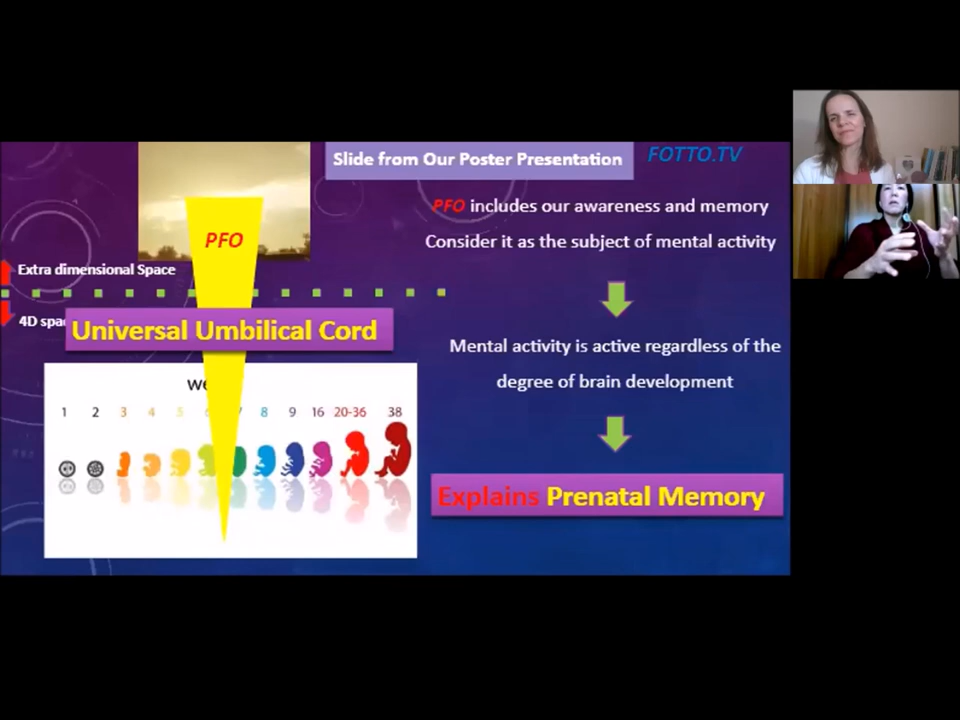 Slide from Our Poster Presentation
FOTTO.TV
PFO
PFO includes our awareness and memory
Consider it as the subject of mental activity
Extra dimensional Space
4D
Universal Umbilical Cord
Mental activity is active regardless of the
degree of brain development
1 2 3 4 5 8 9 16 20-36 38
Explains Prenatal Memory